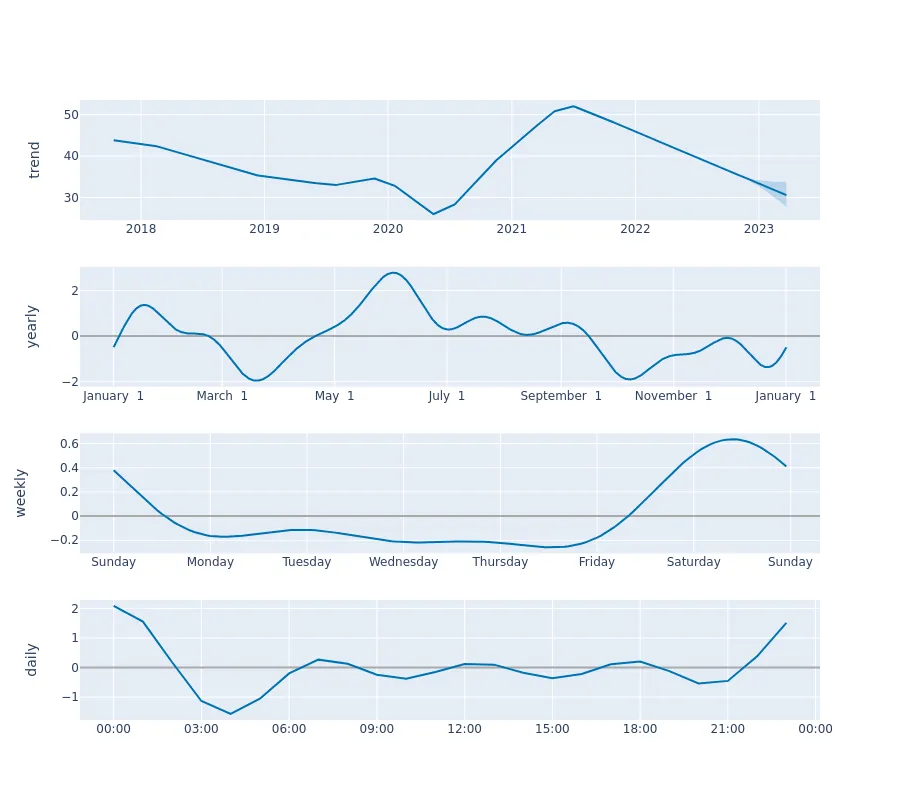 trend
50
40
30
2018 2019 2020 2021 2022 2023
yearly
2
0
−2
January 1 March 1 May 1 July 1 September 1 November 1 January 1
weekly
0.6
0.4
0.2
0
−0.2
Sunday Monday Tuesday Wednesday Thursday Friday Saturday Sunday
daily
2
1
0
−1
00:00 03:00 06:00 09:00 12:00 15:00 18:00 21:00 00:00